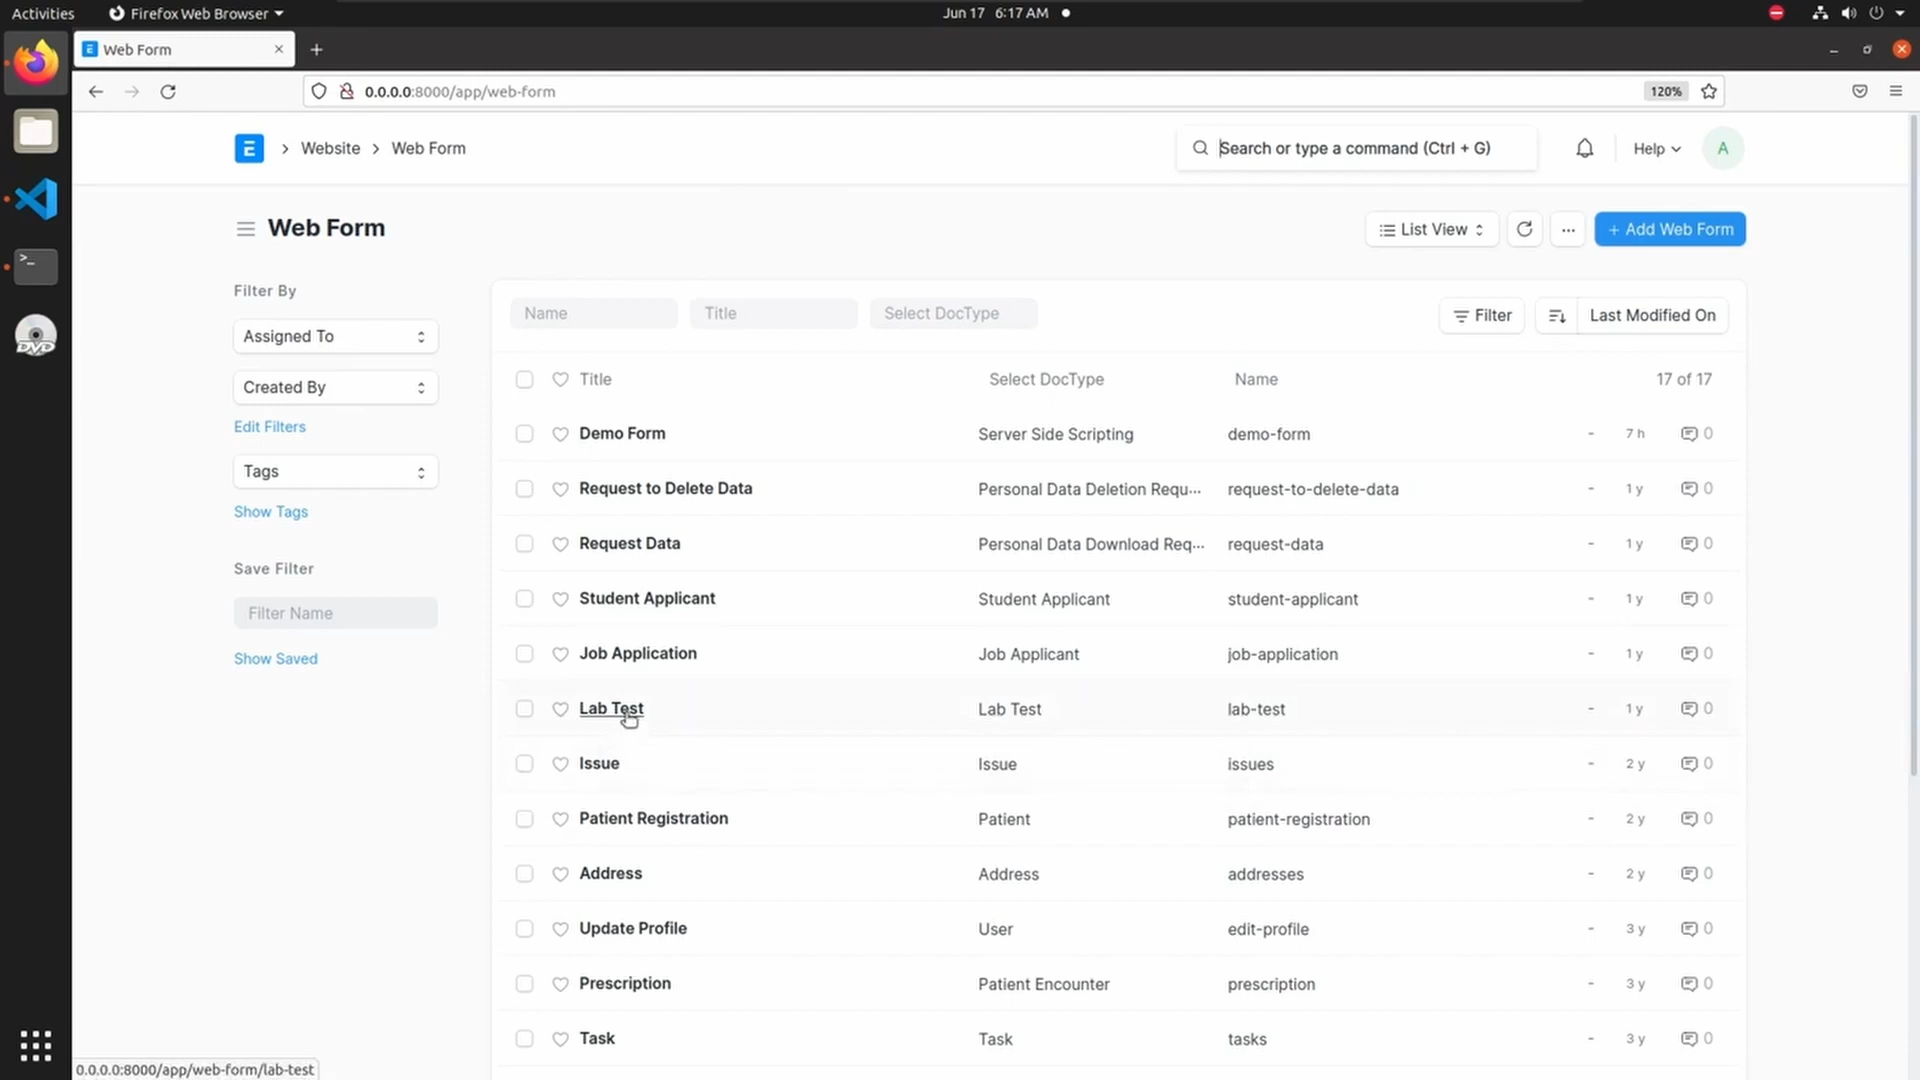 Activities Firefox Web Browser Jun 17 6:17 AM
Web Form
0.0.0.0:8000/app/web-form 120%
E Website Web Form Search or type a command (Ctrl + G) Help A
Web Form List View ... + Add Web Form
Filter By
Assigned To
Created By
Edit Filters
Tags
Show Tags
Save Filter
Filter Name
Show Saved
Name Title Select DocType Filter Last Modified On
Title Select DocType Name 17 of 17
Demo Form Server Side Scripting demo-form - 7 h 0
Request to Delete Data Personal Data Deletion Requ... request-to-delete-data - 1 y 0
Request Data Personal Data Download Req... request-data - 1 y 0
Student Applicant Student Applicant student-applicant - 1 y 0
Job Application Job Applicant job-application - 1 y 0
Lab Test Lab Test lab-test - 1 y 0
Issue Issue issues - 2 y 0
Patient Registration Patient patient-registration - 2 y 0
Address Address addresses - 2 y 0
Update Profile User edit-profile - 3 y 0
Prescription Patient Encounter prescription - 3 y 0
Task Task tasks - 3 y 0
0.0.0.0:8000/app/web-form/lab-test
DVD